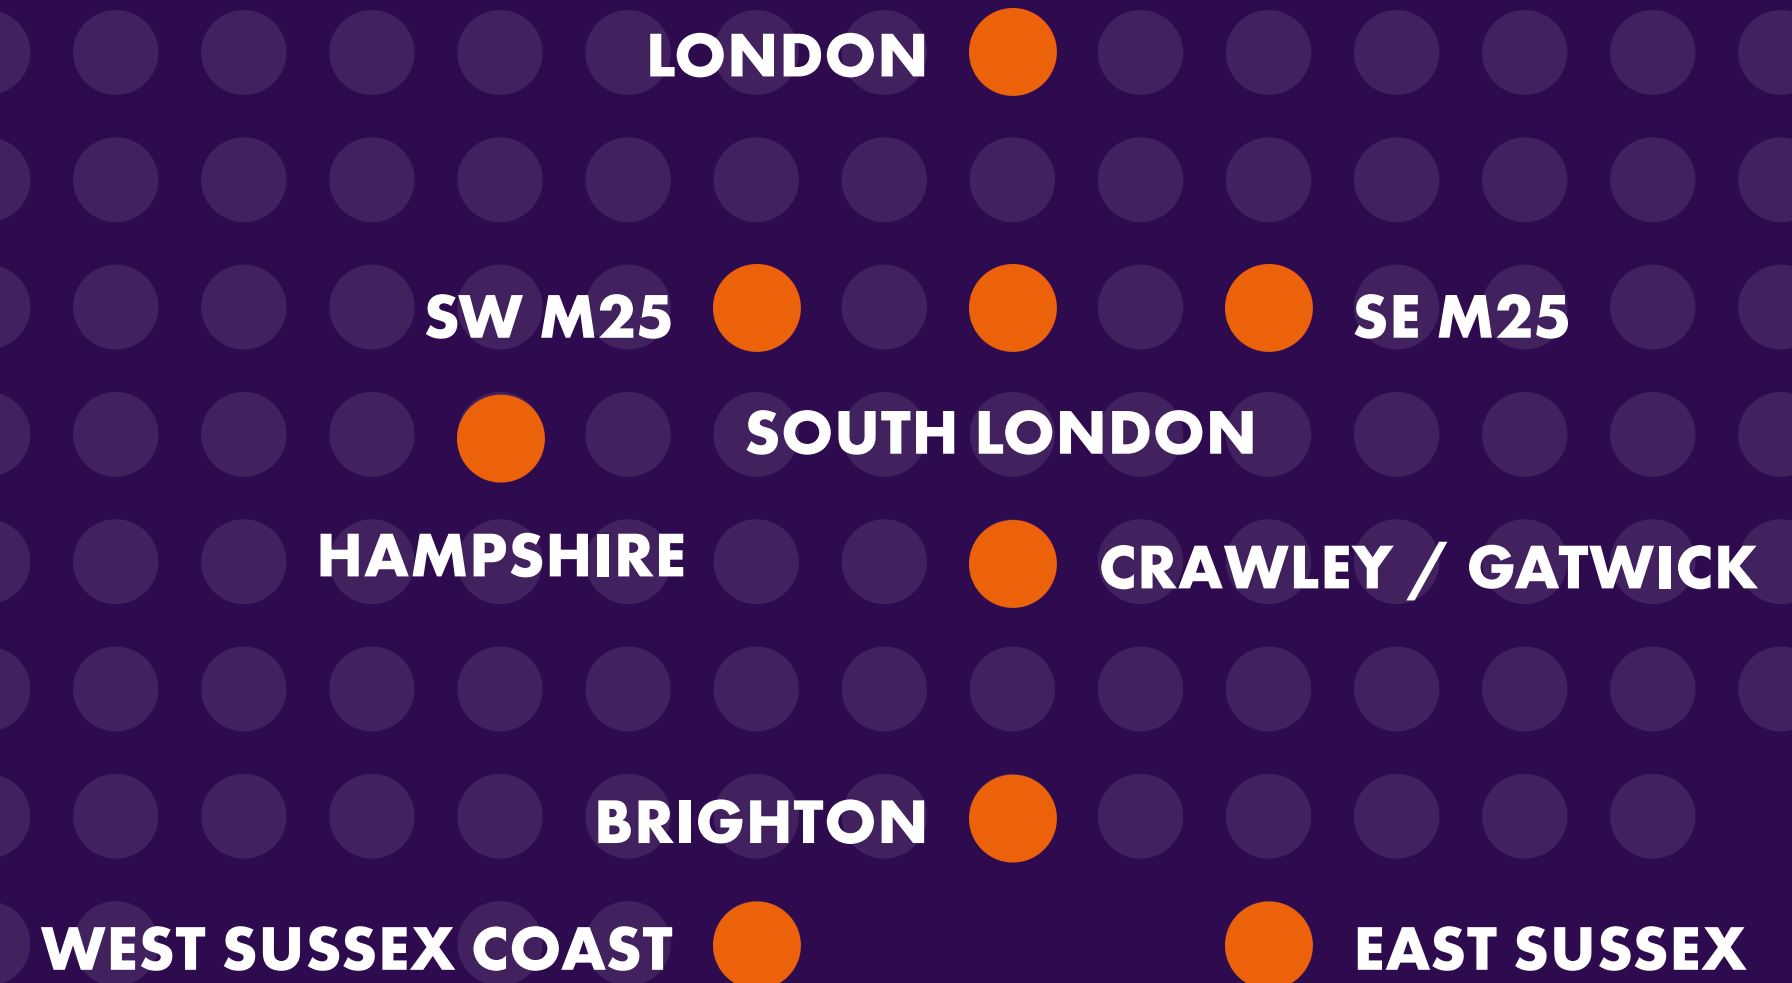 LONDON
SW M25
SE M25
SOUTH LONDON
HAMPSHIRE
CRAWLEY / GATWICK
BRIGHTON
WEST SUSSEX COAST
EAST SUSSEX